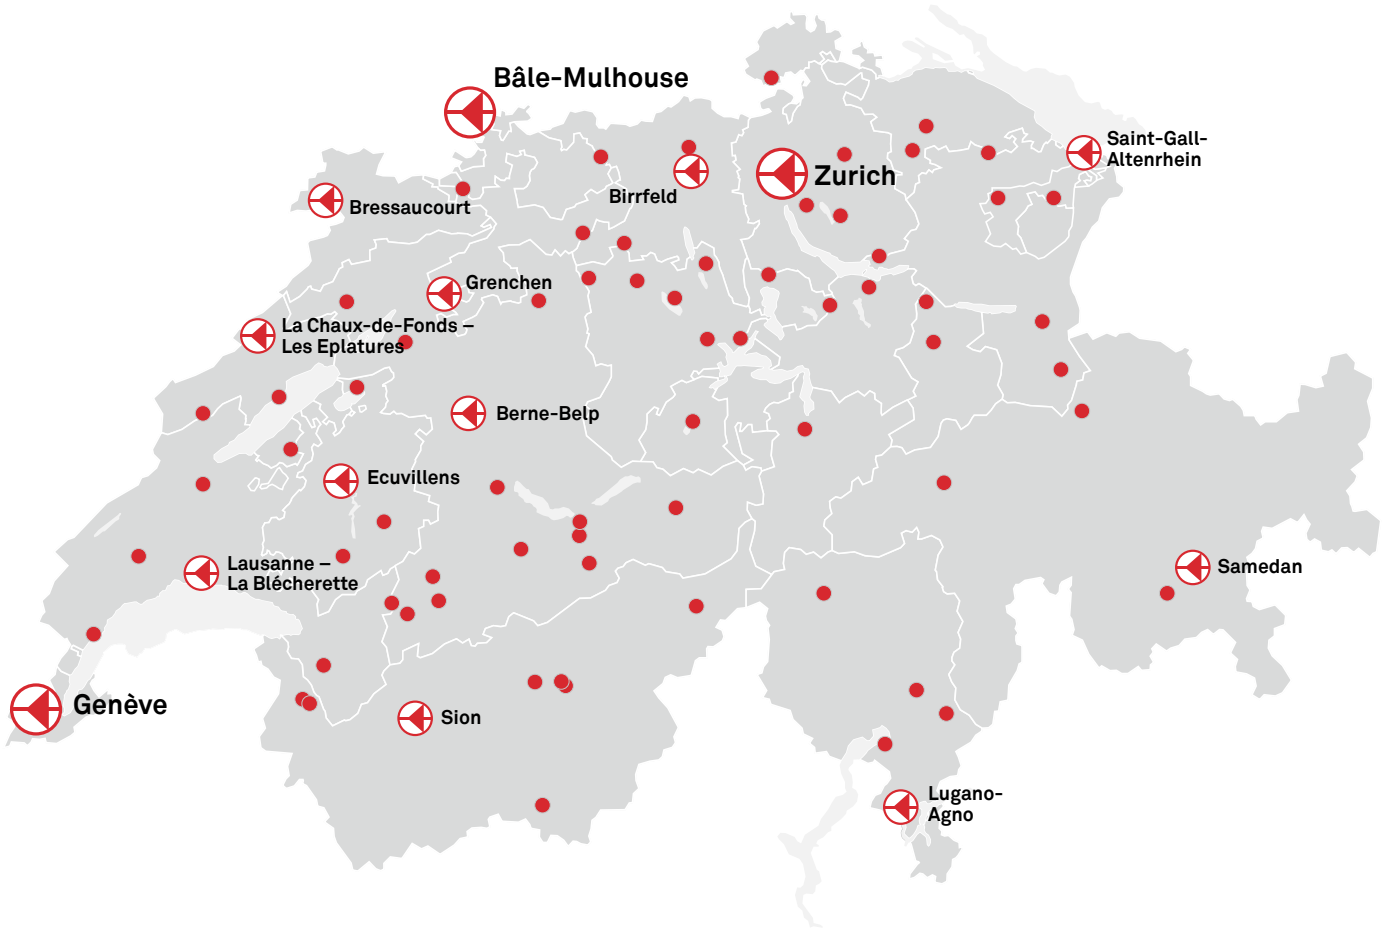 Bâle-Mulhouse
Saint-Gall-
Altenrhein
Zurich
Birrfeld
Bressaucourt
Grenchen
La Chaux-de-Fonds –
Les Eplatures
Berne-Belp
Ecuvillens
Lausanne –
La Blécherette
Samedan
Genève
Sion
Lugano-
Agno